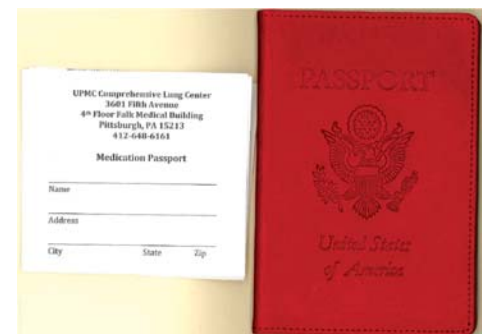 UPMC Comprehensive Lung Center
3601 Fifth Avenue
4th Floor Falk Medical Building
Pittsburgh, PA 15213
412-648-6161
Medication Passport
Name
Address
City State Zip
PASSPORT
United States
of America